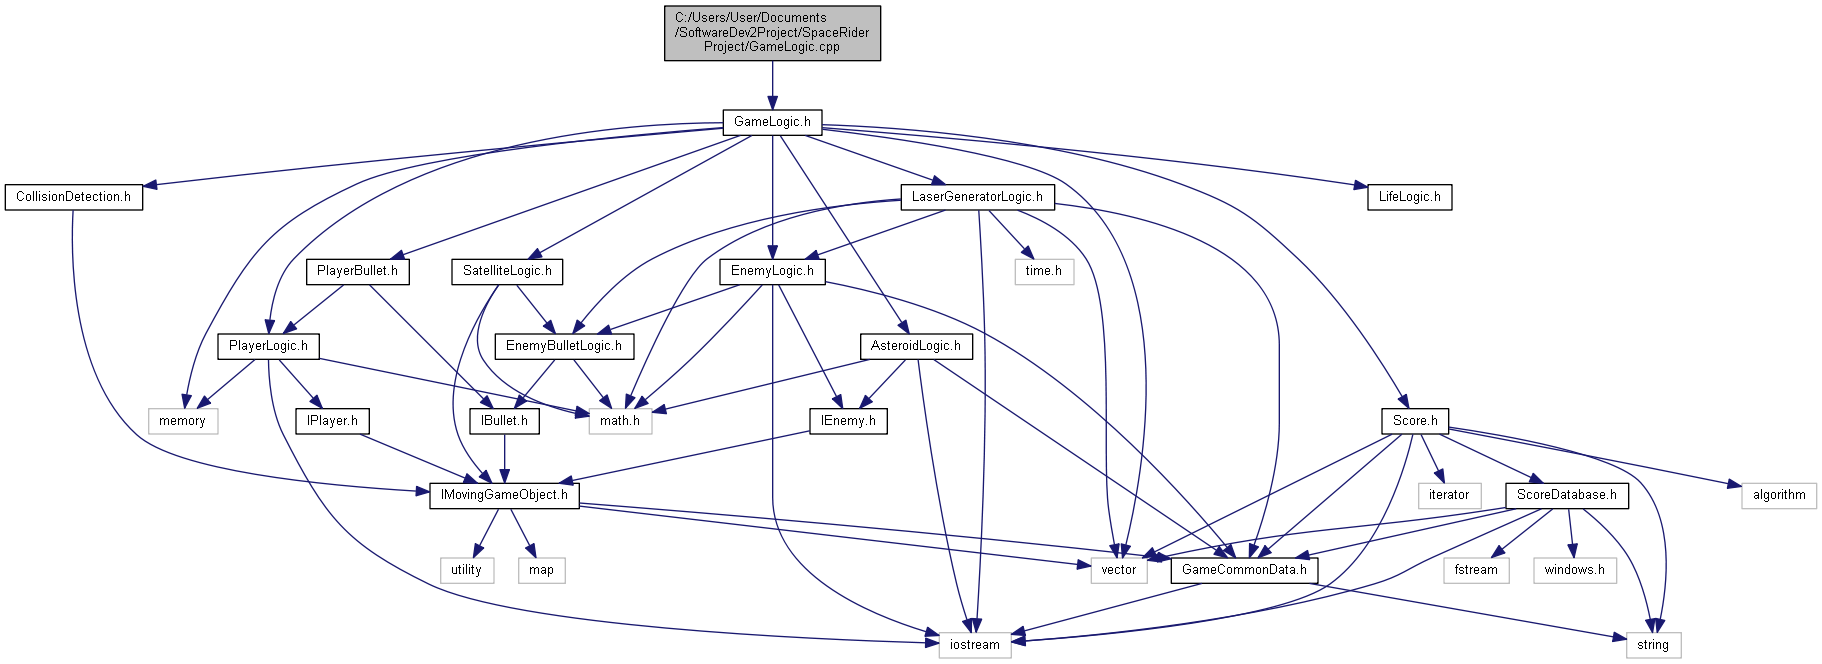 C:/Users/User/Documents
/SoftwareDev2Project/SpaceRider
Project/GameLogic.cpp
GameLogic.h
CollisionDetection.h
LaserGeneratorLogic.h
LifeLogic.h
PlayerBullet.h
SatelliteLogic.h
EnemyLogic.h
time.h
PlayerLogic.h
EnemyBulletLogic.h
AsteroidLogic.h
memory
IPlayer.h
IBullet.h
math.h
IEnemy.h
Score.h
IMovingGameObject.h
iterator
ScoreDatabase.h
algorithm
utility
map
vector
GameCommonData.h
fstream
windows.h
iostream
string